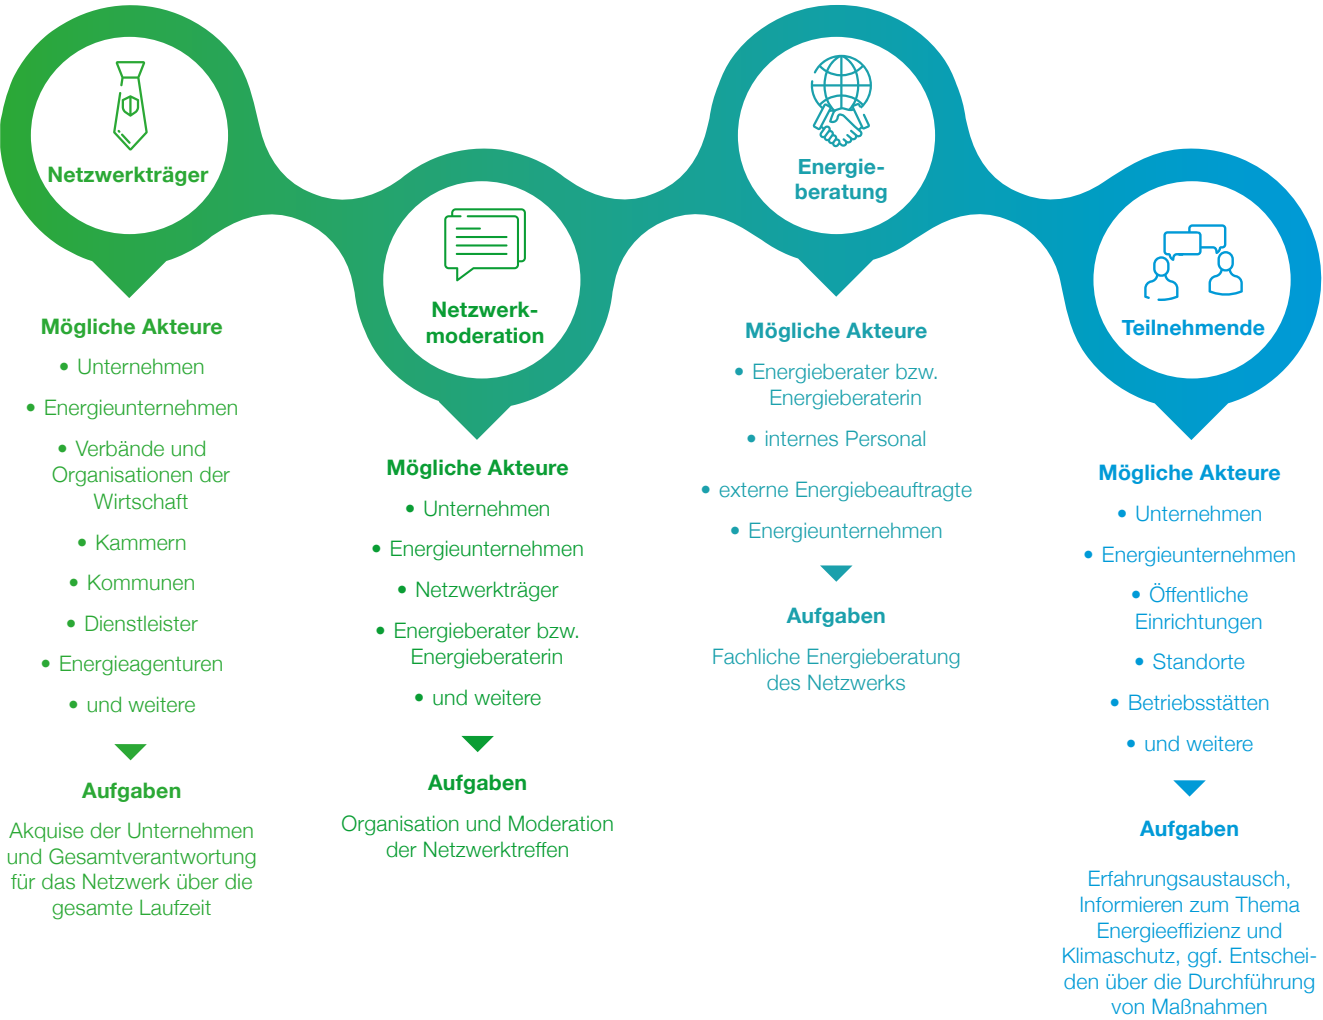 Netzwerkträger
Mögliche Akteure
• Unternehmen
• Energieunternehmen
• Verbände und
Organisationen der
Wirtschaft
• Kammern
• Kommunen
• Dienstleister
• Energieagenturen
• und weitere
Aufgaben
Akquise der Unternehmen
und Gesamtverantwortung
für das Netzwerk über die
gesamte Laufzeit
Netzwerk-
moderation
Mögliche Akteure
• Unternehmen
• Energieunternehmen
• Netzwerkträger
• Energieberater bzw.
Energieberaterin
• und weitere
Aufgaben
Organisation und Moderation
der Netzwerktreffen
Energie-
beratung
Mögliche Akteure
• Energieberater bzw.
Energieberaterin
• internes Personal
• externe Energiebeauftragte
• Energieunternehmen
Aufgaben
Fachliche Energieberatung
des Netzwerks
Teilnehmende
Mögliche Akteure
• Unternehmen
• Energieunternehmen
• Öffentliche
Einrichtungen
• Standorte
• Betriebsstätten
• und weitere
Aufgaben
Erfahrungsaustausch,
Informieren zum Thema
Energieeffizienz und
Klimaschutz, ggf. Entschei-
den über die Durchführung
von Maßnahmen